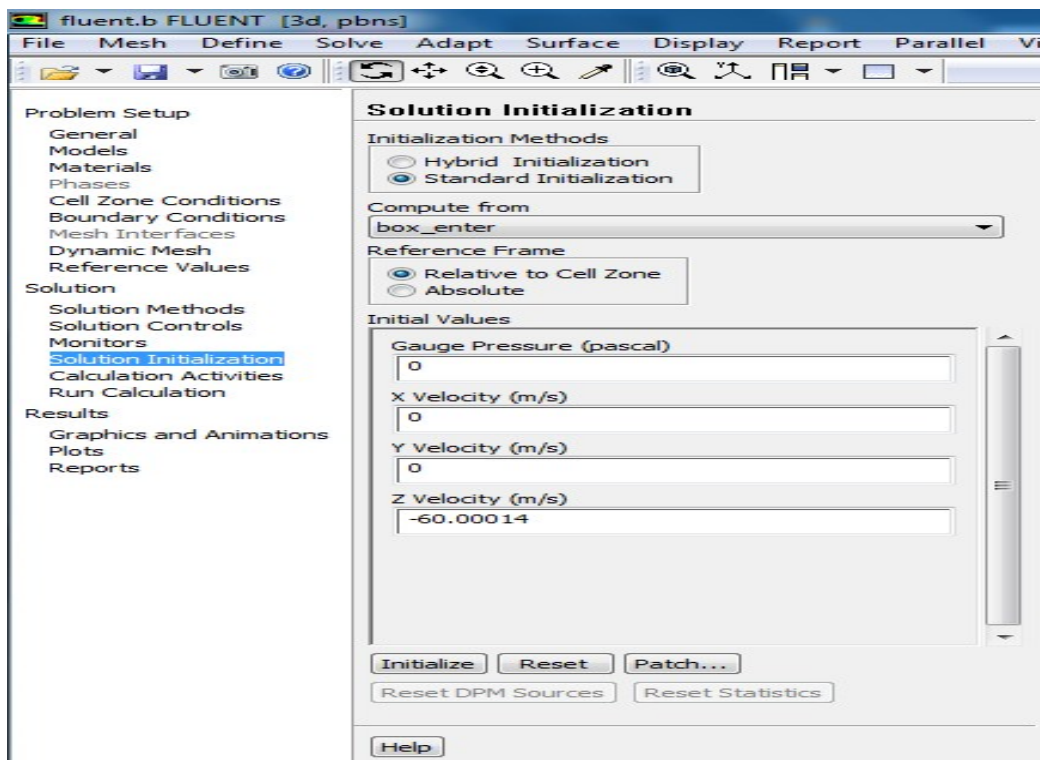 fluent.b FLUENT [3d, pbns]
File Mesh Define Solve Adapt Surface Display Report Parallel Vi
Problem Setup
General
Models
Materials
Phases
Cell Zone Conditions
Boundary Conditions
Mesh Interfaces
Dynamic Mesh
Reference Values
Solution
Solution Methods
Solution Controls
Monitors
Solution Initialization
Calculation Activities
Run Calculation
Results
Graphics and Animations
Plots
Reports
Solution Initialization
Initialization Methods
Hybrid Initialization
Standard Initialization
Compute from
box_enter
Reference Frame
Relative to Cell Zone
Absolute
Initial Values
Gauge Pressure (pascal)
0
X Velocity (m/s)
0
Y Velocity (m/s)
0
Z Velocity (m/s)
-60.00014
Initialize Reset Patch...
Reset DPM Sources Reset Statistics
Help